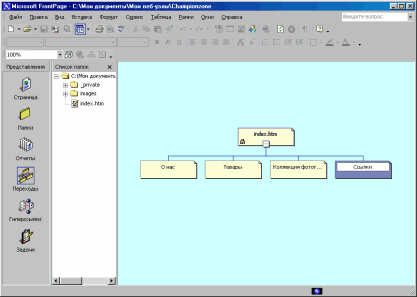 Microsoft FrontPage - C:\Мои документы\Мои веб-узлы\Championzone
Файл Правка Вид Вставка Формат Сервис Таблица Рамки Окно Справка
Введите вопрос
100%
Представления
Список папок
C:\Мои документы
_private
images
index.htm
Страница
Папки
Отчеты
Переходы
Гиперссылки
Задачи
index.htm
О нас
Товары
Коллекция фотог ...
Ссылки